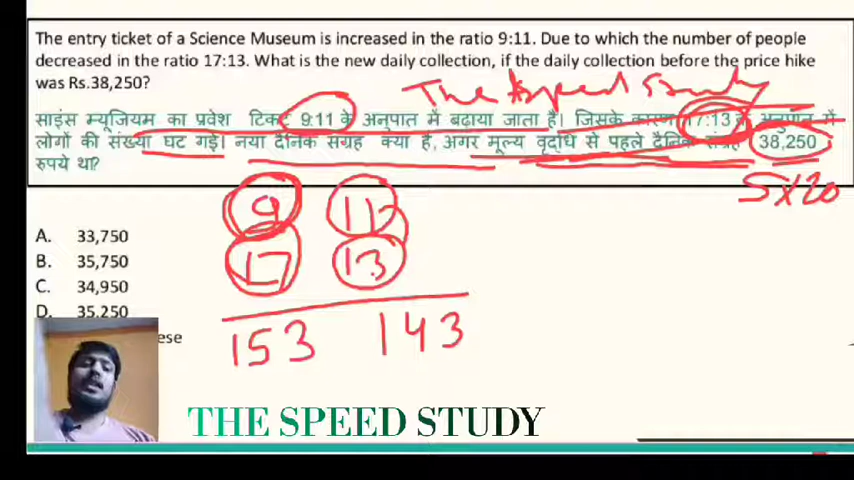 The entry ticket of a Science Museum is increased in the ratio 9:11. Due to which the number of people
decreased in the ratio 17:13. What is the new daily collection, if the daily collection before the price hike
was Rs.38,250?
The speed study
साइंस म्यूजियम का प्रवेश टिकट 9:11 के अनुपात में बढ़ाया जाता है। जिसके कारण 17:13 के अनुपात में
लोगों की संख्या घट गई। नया दैनिक संग्रह क्या है, अगर मूल्य वृद्धि से पहले दैनिक संग्रह 38,250
रुपये था?
5x20
9 11
17 13
153 143
A. 33,750
B. 35,750
C. 34,950
D. 35,250
ese
THE SPEED STUDY